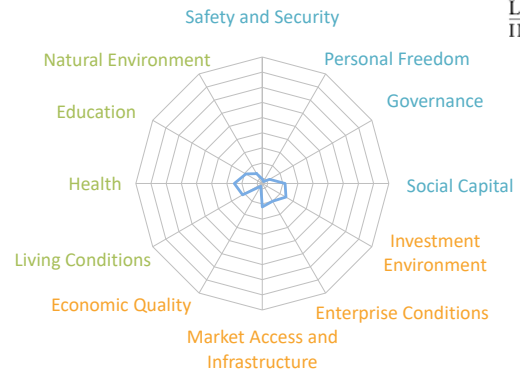 Safety and Security
Natural Environment
Personal Freedom
Education
Governance
Health
Social Capital
Living Conditions
Investment
Environment
Economic Quality
Enterprise Conditions
Market Access and
Infrastructure